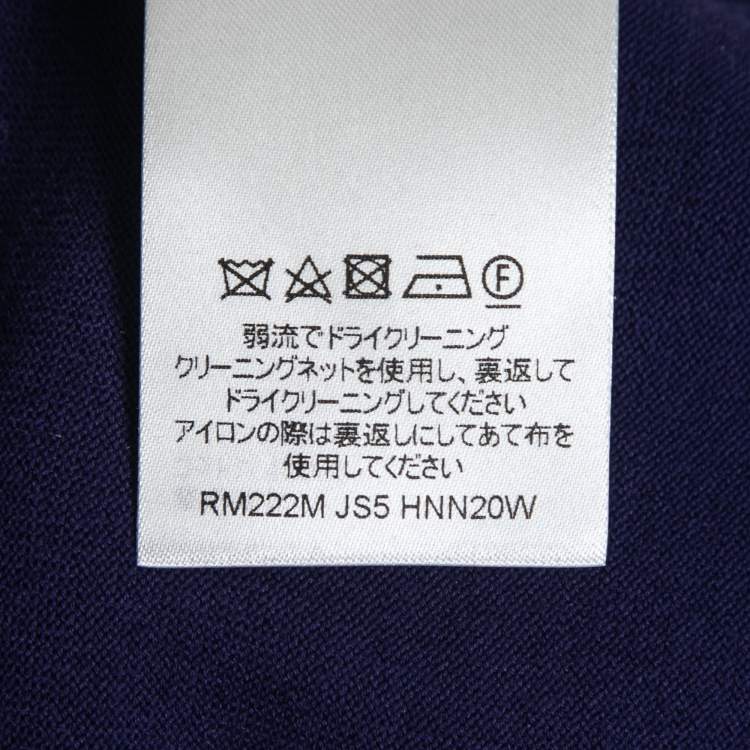 F
弱流でドライクリーニング
クリーニングネットを使用し、裏返して
ドライクリーニングしてください
アイロンの際は裏返しにしてあて布を
使用してください
RM222M JS5 HNN20W